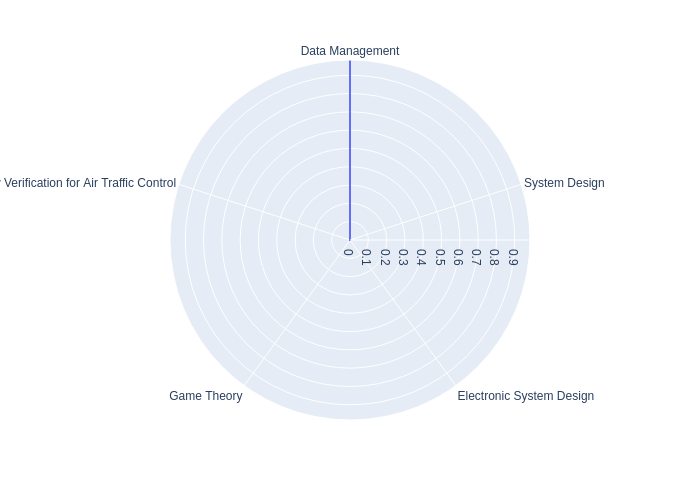 Data Management
Verification for Air Traffic Control
System Design
0
0.1
0.2
0.3
0.4
0.5
0.6
0.7
0.8
0.9
Game Theory
Electronic System Design